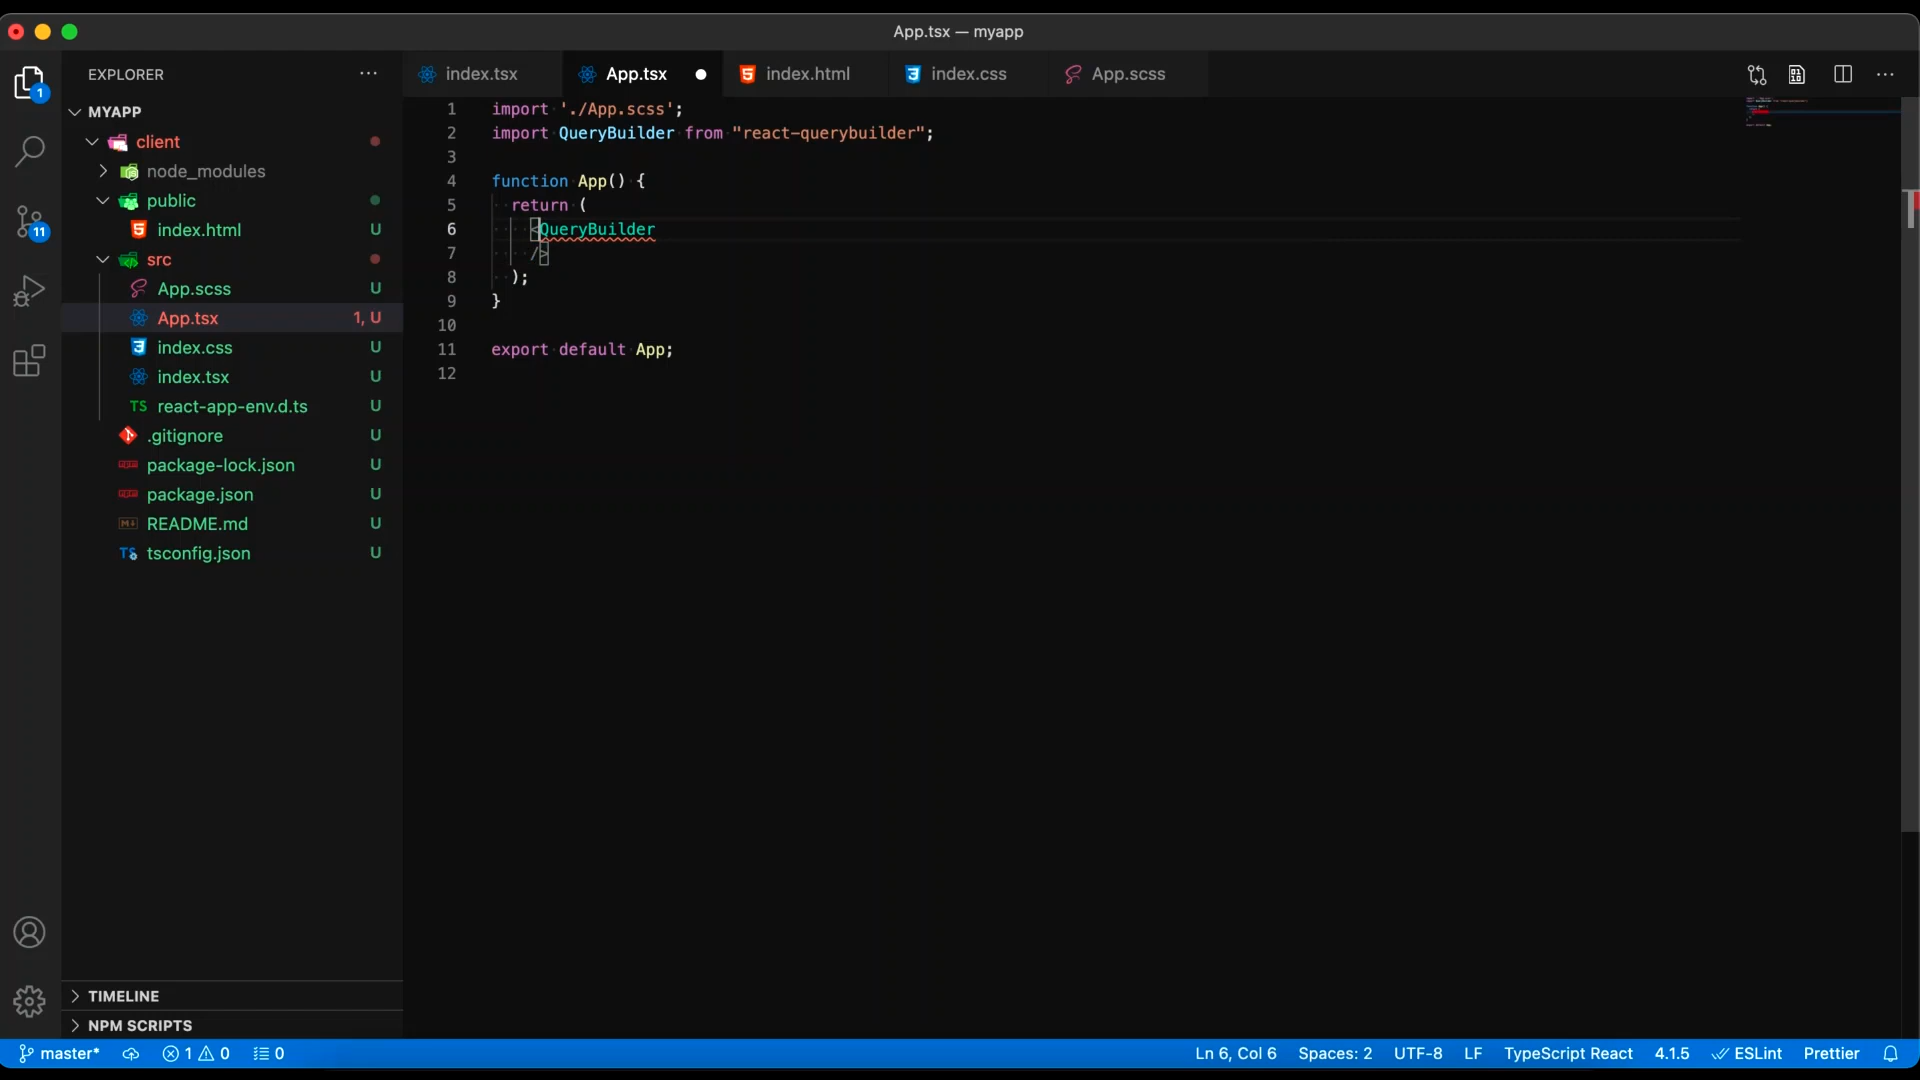 App.tsx — myapp
EXPLORER
index.tsx
App.tsx
index.html
index.css
App.scss
1
MYAPP
client
node_modules
public
index.html U
src
App.scss U
App.tsx 1, U
index.css U
index.tsx U
TS react-app-env.d.ts U
.gitignore U
package-lock.json U
package.json U
README.md U
TS tsconfig.json U
11
1 import './App.scss';
2 import QueryBuilder from "react-querybuilder";
3
4 function App() {
5 return (
6 <QueryBuilder
7 />
8 );
9 }
10
11 export default App;
12
TIMELINE
NPM SCRIPTS
master* 1 0 0 Ln 6, Col 6 Spaces: 2 UTF-8 LF TypeScript React 4.1.5 ESLint Prettier